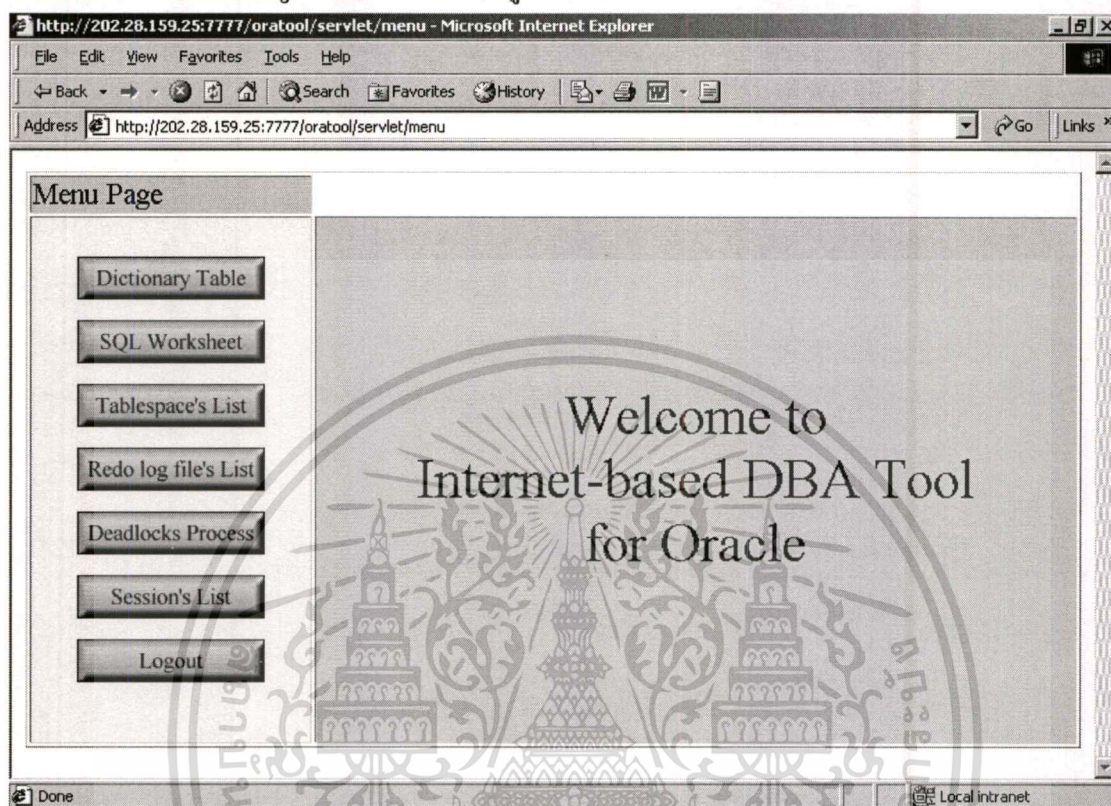 http://202.28.159.25:7777/oratool/servlet/menu - Microsoft Internet Explorer
File Edit View Favorites Tools Help
Back Search Favorites History
Address http://202.28.159.25:7777/oratool/servlet/menu Go Links »
Menu Page
Dictionary Table
SQL Worksheet
Tablespace's List
Redo log file's List
Deadlocks Process
Session's List
Logout
Welcome to
Internet-based DBA Tool
for Oracle
Done Local intranet